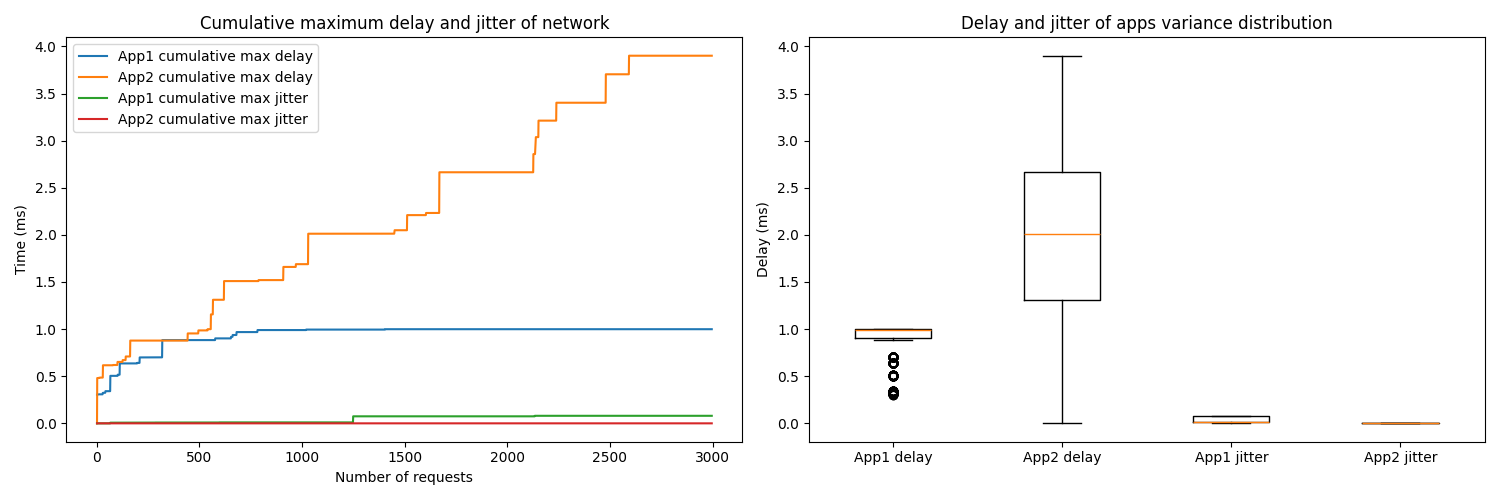 Cumulative maximum delay and jitter of network
App1 cumulative max delay
App2 cumulative max delay
App1 cumulative max jitter
App2 cumulative max jitter
4.0
3.5
3.0
2.5
2.0
1.5
1.0
0.5
0.0
Time (ms)
0 500 1000 1500 2000 2500 3000
Number of requests
Delay and jitter of apps variance distribution
4.0
3.5
3.0
2.5
2.0
1.5
1.0
0.5
0.0
Delay (ms)
App1 delay App2 delay App1 jitter App2 jitter